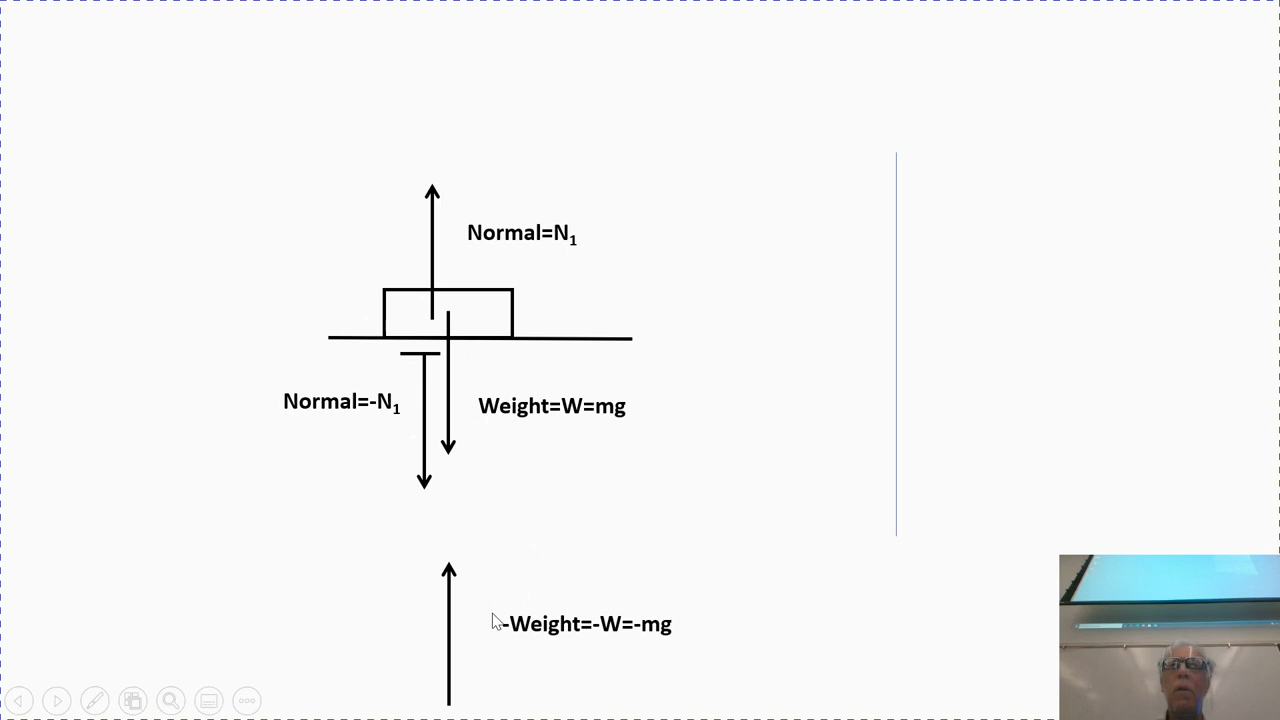 Normal=N₁
Normal=-N₁
Weight=W=mg
-Weight=-W=-mg